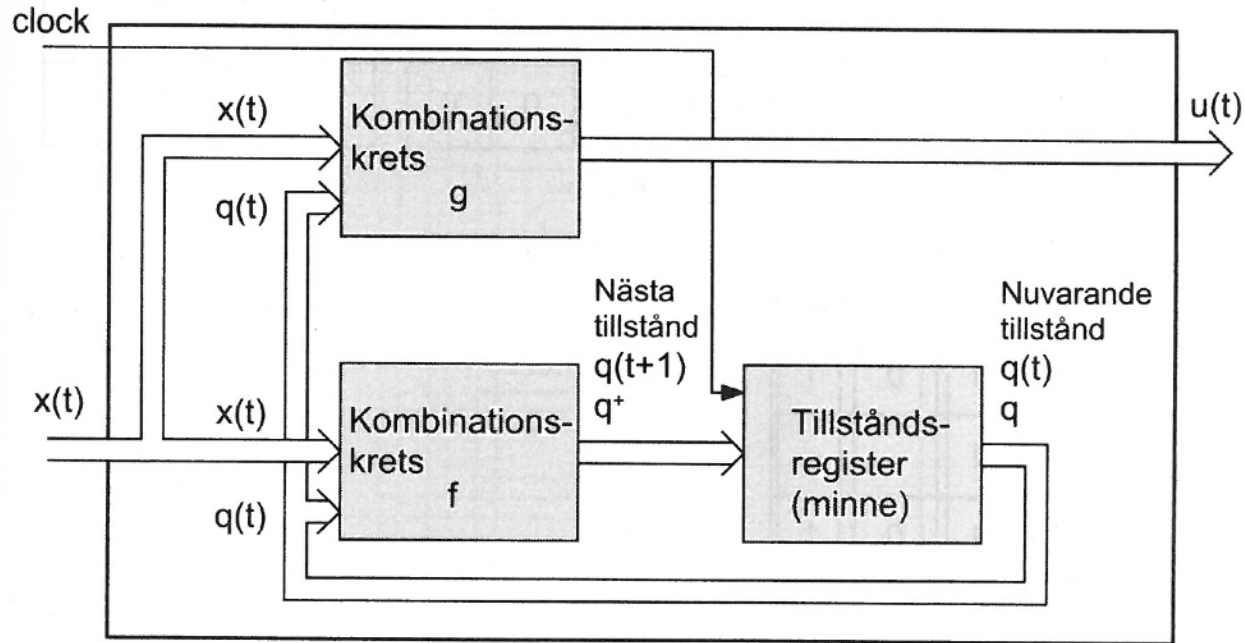 clock
x(t)
Kombinations-
krets
g
u(t)
q(t)
Nästa
tillstånd
q(t+1)
q⁺
Nuvarande
tillstånd
q(t)
q
x(t)
x(t)
Kombinations-
krets
f
Tillstånds-
register
(minne)
q(t)